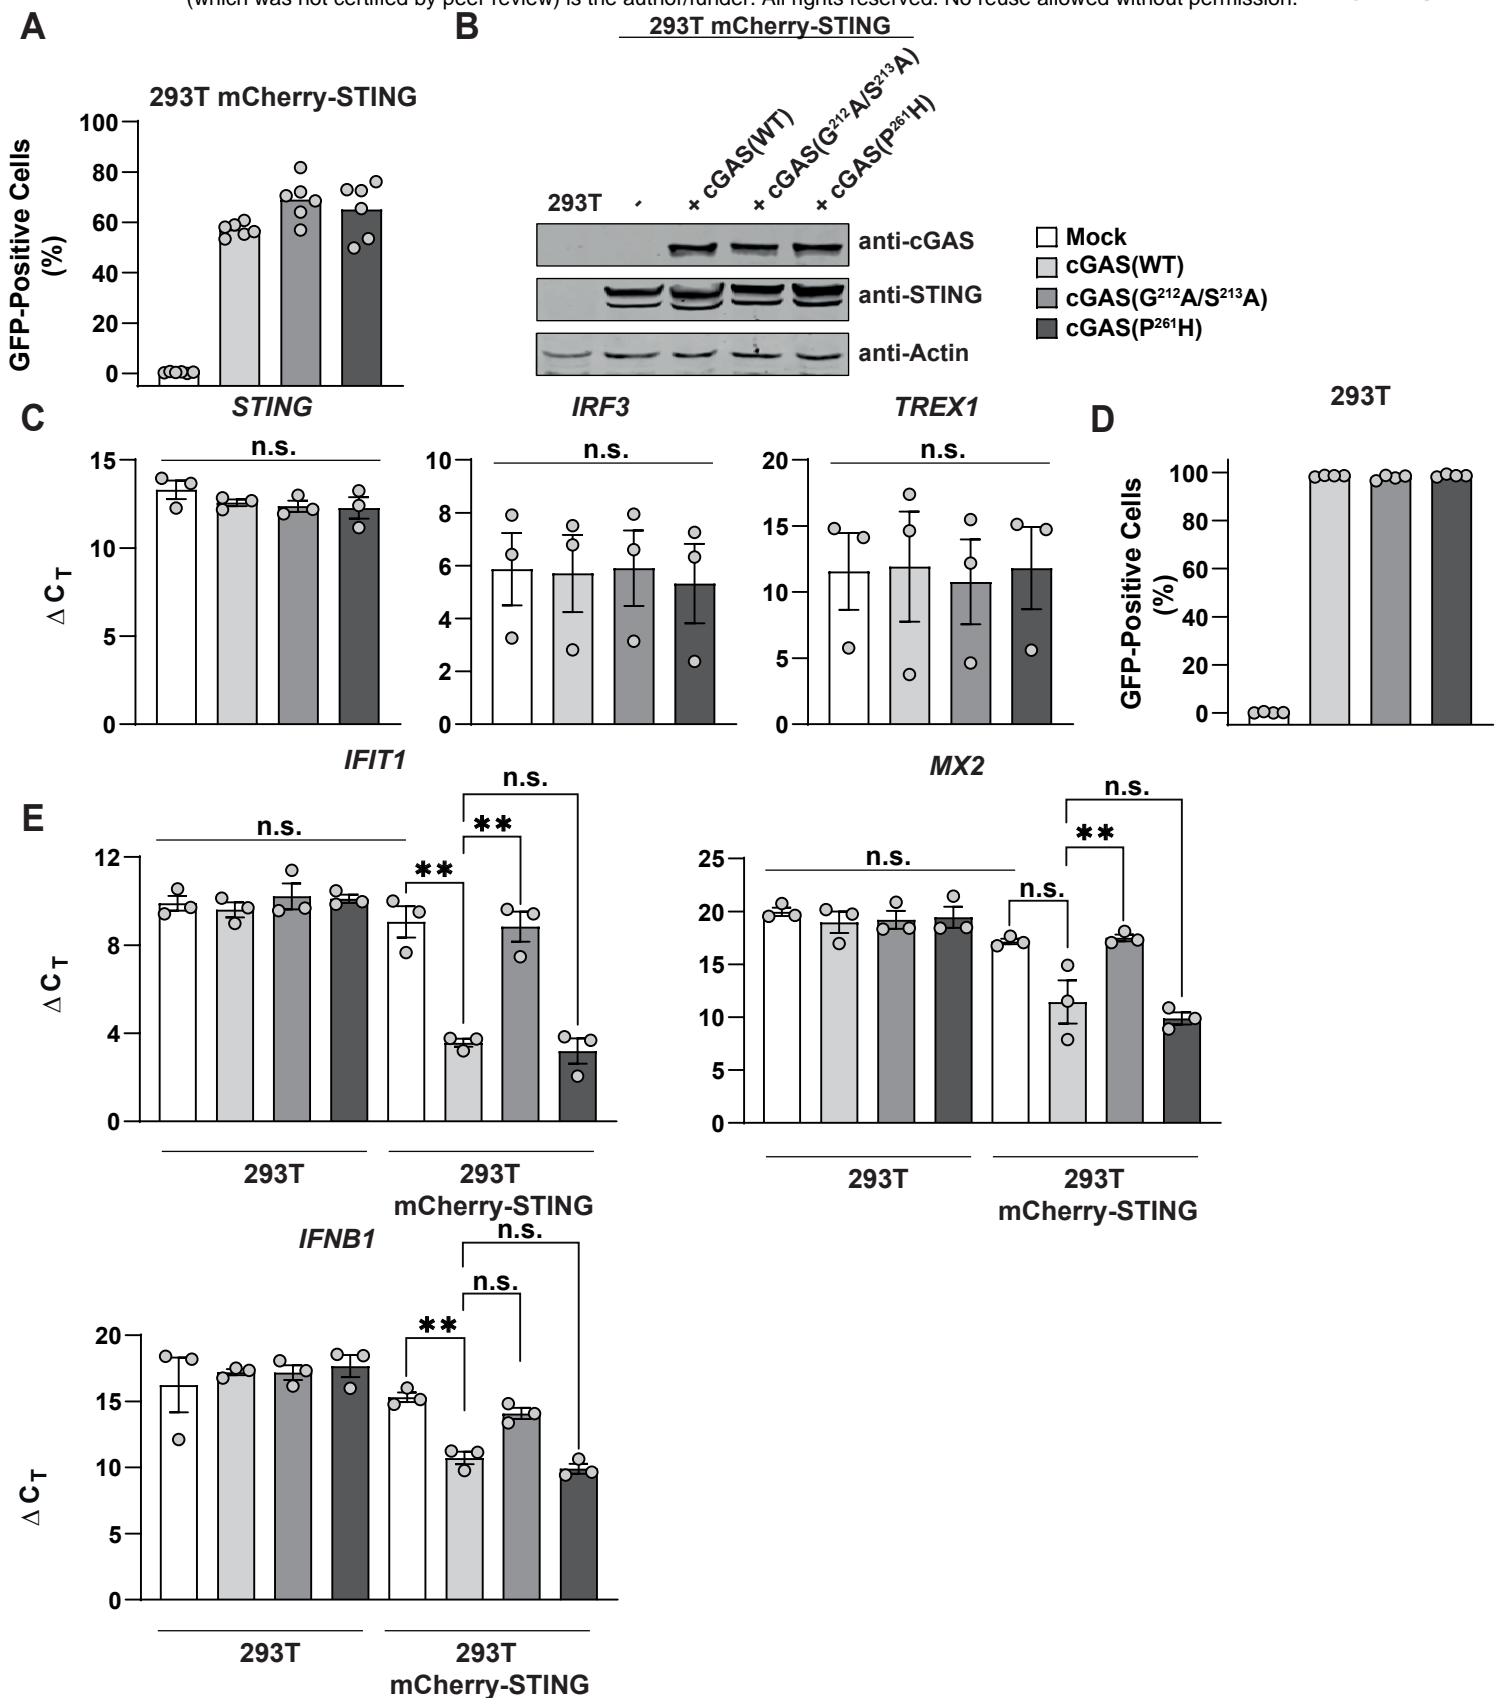 (which was not certified by peer review) is the author/funder. All rights reserved. No reuse allowed without permission.
A
B
293T mCherry-STING
293T mCherry-STING
GFP-Positive Cells
(%)
100
80
60
40
20
0
293T
-
+ cGAS(WT)
+ cGAS(G²¹²A/S²¹³A)
+ cGAS(P²⁶¹H)
anti-cGAS
anti-STING
anti-Actin
Mock
cGAS(WT)
cGAS(G²¹²A/S²¹³A)
cGAS(P²⁶¹H)
C
STING
n.s.
Δ CT
15
10
5
0
IRF3
n.s.
10
8
6
4
2
0
TREX1
n.s.
20
15
10
5
0
D
293T
GFP-Positive Cells
(%)
100
80
60
40
20
0
E
IFIT1
n.s.
**
**
n.s.
Δ CT
12
8
4
0
293T
293T
mCherry-STING
MX2
n.s.
n.s.
**
n.s.
25
20
15
10
5
0
293T
293T
mCherry-STING
IFNB1
**
n.s.
n.s.
Δ CT
20
15
10
5
0
293T
293T
mCherry-STING